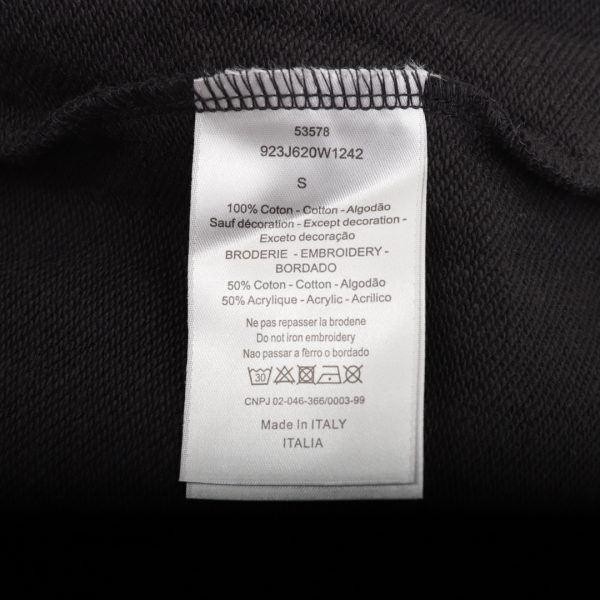 53578
923J620W1242
S
100% Coton - Cotton - Algodão
Sauf décoration - Except decoration -
Exceto decoração
BRODERIE - EMBROIDERY -
BORDADO
50% Coton - Cotton - Algodão
50% Acrylique - Acrylic - Acrilico
Ne pas repasser la brodene
Do not iron embroidery
Nao passar a ferro o bordado
30
CNPJ 02-046-366/0003-99
Made In ITALY
ITALIA